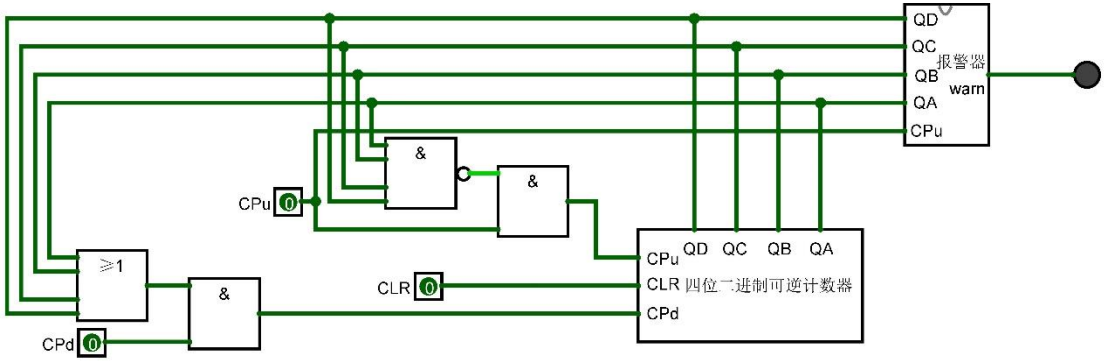 QD
QC
报警器
QB
warn
QA
CPu
&
&
CPu 0
CPu QD QC QB QA
≥1
&
CLR 0
CLR 四位二进制可逆计数器
CPd
CPd 0